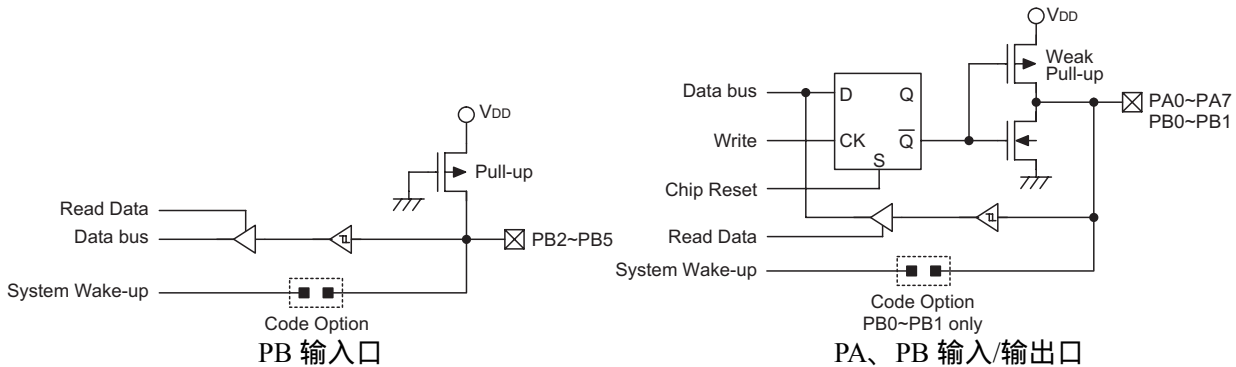 VDD
Pull-up
Read Data
Data bus
PB2~PB5
System Wake-up
Code Option
PB 输入口
VDD
Weak
Pull-up
Data bus
D
Q
PA0~PA7
PB0~PB1
Write
CK
Q
S
Chip Reset
Read Data
System Wake-up
Code Option
PB0~PB1 only
PA、PB 输入/输出口